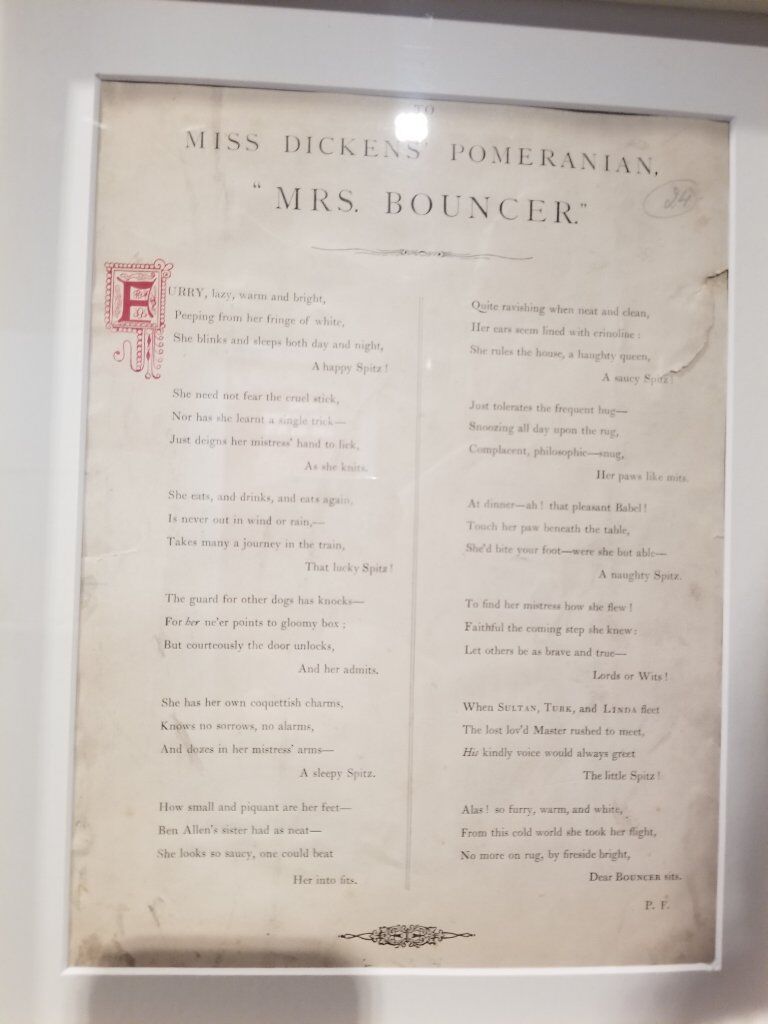 TO
MISS DICKENS' POMERANIAN,
"MRS. BOUNCER."
24
FURRY, lazy, warm and bright,
Peeping from her fringe of white,
She blinks and sleeps both day and night,
A happy Spitz!
She need not fear the cruel stick,
Nor has she learnt a single trick—
Just deigns her mistress' hand to lick,
As she knits.
She eats, and drinks, and eats again,
Is never out in wind or rain,—
Takes many a journey in the train,
That lucky Spitz!
The guard for other dogs has knocks—
For her ne'er points to gloomy box;
But courteously the door unlocks,
And her admits.
She has her own coquettish charms,
Knows no sorrows, no alarms,
And dozes in her mistress' arms—
A sleepy Spitz.
How small and piquant are her feet—
Ben Allen's sister had as neat—
She looks so saucy, one could beat
Her into fits.
Quite ravishing when neat and clean,
Her ears seem lined with crinoline:
She rules the house, a haughty queen,
A saucy Spitz!
Just tolerates the frequent hug—
Snoozing all day upon the rug,
Complacent, philosophic—snug,
Her paws like mits.
At dinner—ah! that pleasant Babel!
Touch her paw beneath the table,
She'd bite your foot—were she but able—
A naughty Spitz.
To find her mistress how she flew!
Faithful the coming step she knew:
Let others be as brave and true—
Lords or Wits!
When SULTAN, TURK, and LINDA fleet
The lost lov'd Master rushed to meet,
His kindly voice would always greet
The little Spitz!
Alas! so furry, warm, and white,
From this cold world she took her flight,
No more on rug, by fireside bright,
Dear BOUNCER sits.
P. F.